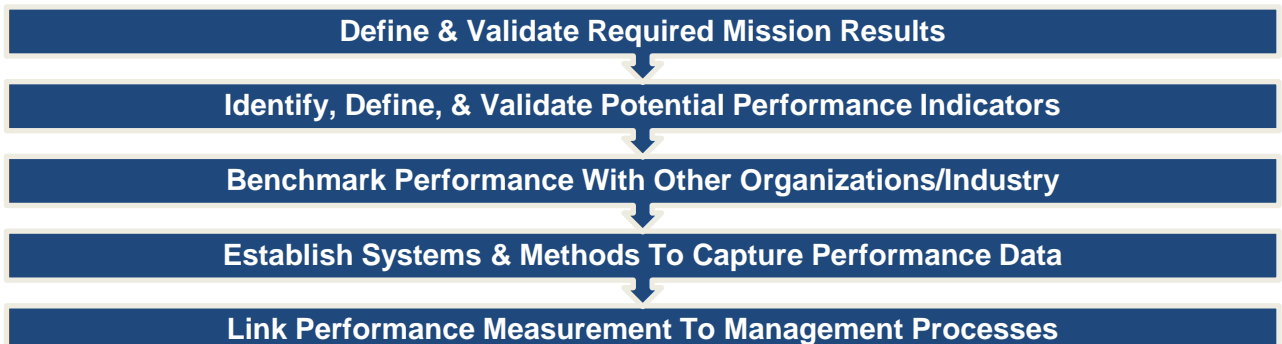 Define & Validate Required Mission Results
Identify, Define, & Validate Potential Performance Indicators
Benchmark Performance With Other Organizations/Industry
Establish Systems & Methods To Capture Performance Data
Link Performance Measurement To Management Processes